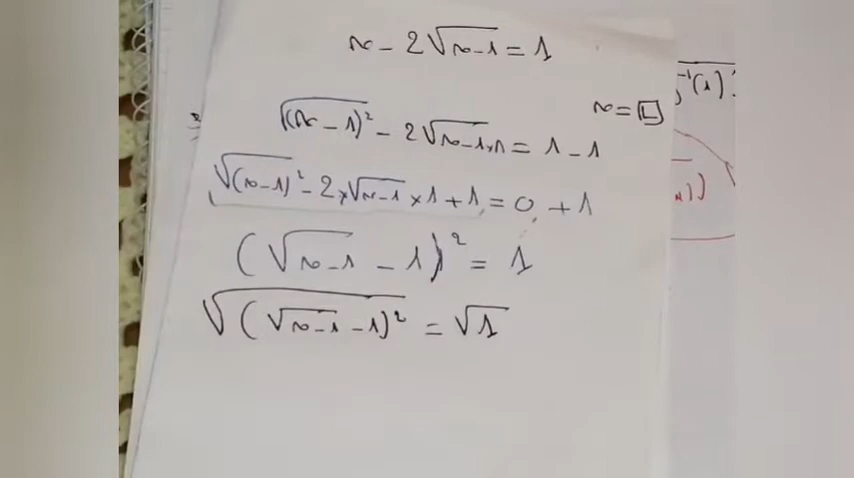 x - 2√(x-1) = 1
x = □
√(x-1)² - 2√(x-1)×1 = 1 - 1
√(x-1)² - 2×√(x-1) × 1 + 1 = 0 + 1
(√(x-1) - 1)² = 1
√((√(x-1) - 1)²) = √1